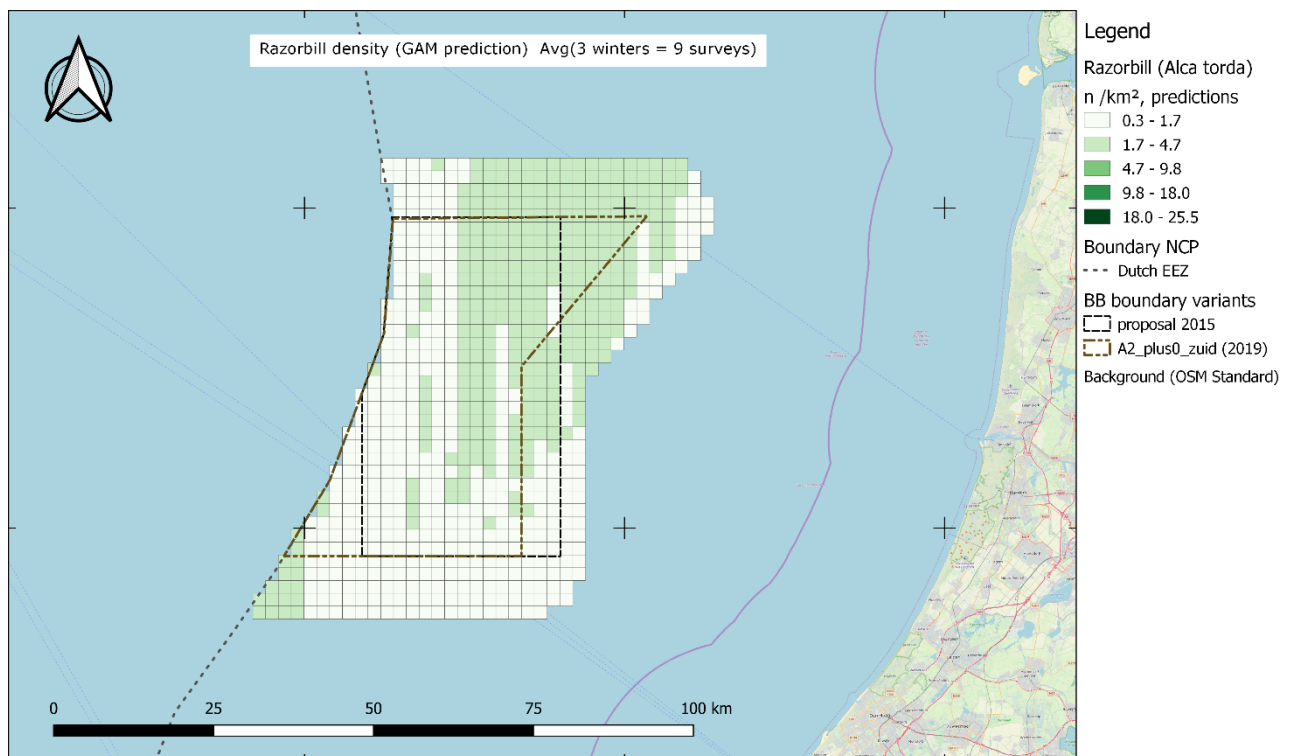 Razorbill density (GAM prediction) Avg(3 winters = 9 surveys)
0
25
50
75
100 km
Legend
Razorbill (Alca torda)
n /km², predictions
0.3 - 1.7
1.7 - 4.7
4.7 - 9.8
9.8 - 18.0
18.0 - 25.5
Boundary NCP
Dutch EEZ
BB boundary variants
proposal 2015
A2_plus0_zuid (2019)
Background (OSM Standard)